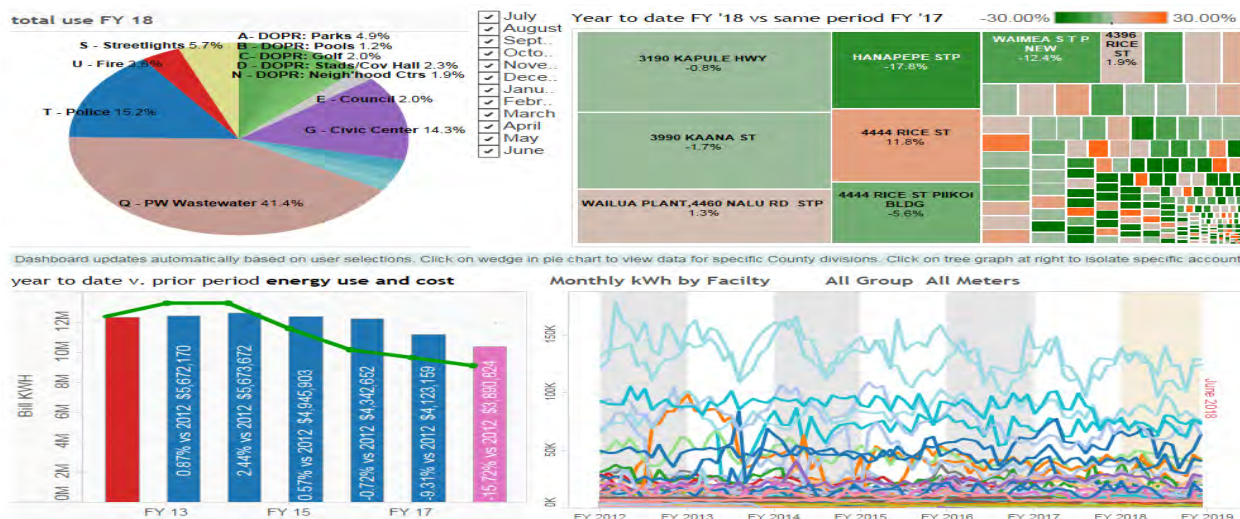 total use FY 18
A- DOPR: Parks 4.9%
S - Streetlights 5.7%
B - DOPR: Pools 1.2%
C - DOPR: Golf 2.0%
U - Fire
D - DOPR: Stads/Cov Hall 2.3%
N - DOPR: Neigh'hood Ctrs 1.9%
E - Council 2.0%
T - Police 15.2%
G - Civic Center 14.3%
Q - PW Wastewater 41.4%
July
August
Sept..
Octo..
Nove..
Dece..
Janu..
Febr..
March
April
May
June
Year to date FY '18 vs same period FY '17
-30.00% 30.00%
3190 KAPULE HWY
-0.8%
HANAPEPE STP
-17.8%
WAIMEA S T P
NEW
-12.4%
4396
RICE
ST
1.9%
3990 KAANA ST
-1.7%
4444 RICE ST
11.8%
WAILUA PLANT,4460 NALU RD STP
1.3%
4444 RICE ST PIIKOI
BLDG
-5.6%
Dashboard updates automatically based on user selections. Click on wedge in pie chart to view data for specific County divisions. Click on tree graph at right to isolate specific account
year to date v. prior period energy use and cost
Bill KWH
12M
10M
8M
6M
4M
2M
0M
0.87% vs 2012 $5,672,170
2.44% vs 2012 $5,673,672
0.57% vs 2012 $4,945,903
-0.72% vs 2012 $4,342,652
-9.31% vs 2012 $4,123,159
-15.72% vs 2012 $3,890,824
FY 13 FY 15 FY 17
Monthly kWh by Facilty All Group All Meters
150K
100K
50K
0K
June 2018
FY 2012 FY 2013 FY 2014 FY 2015 FY 2016 FY 2017 FY 2018 FY 2019